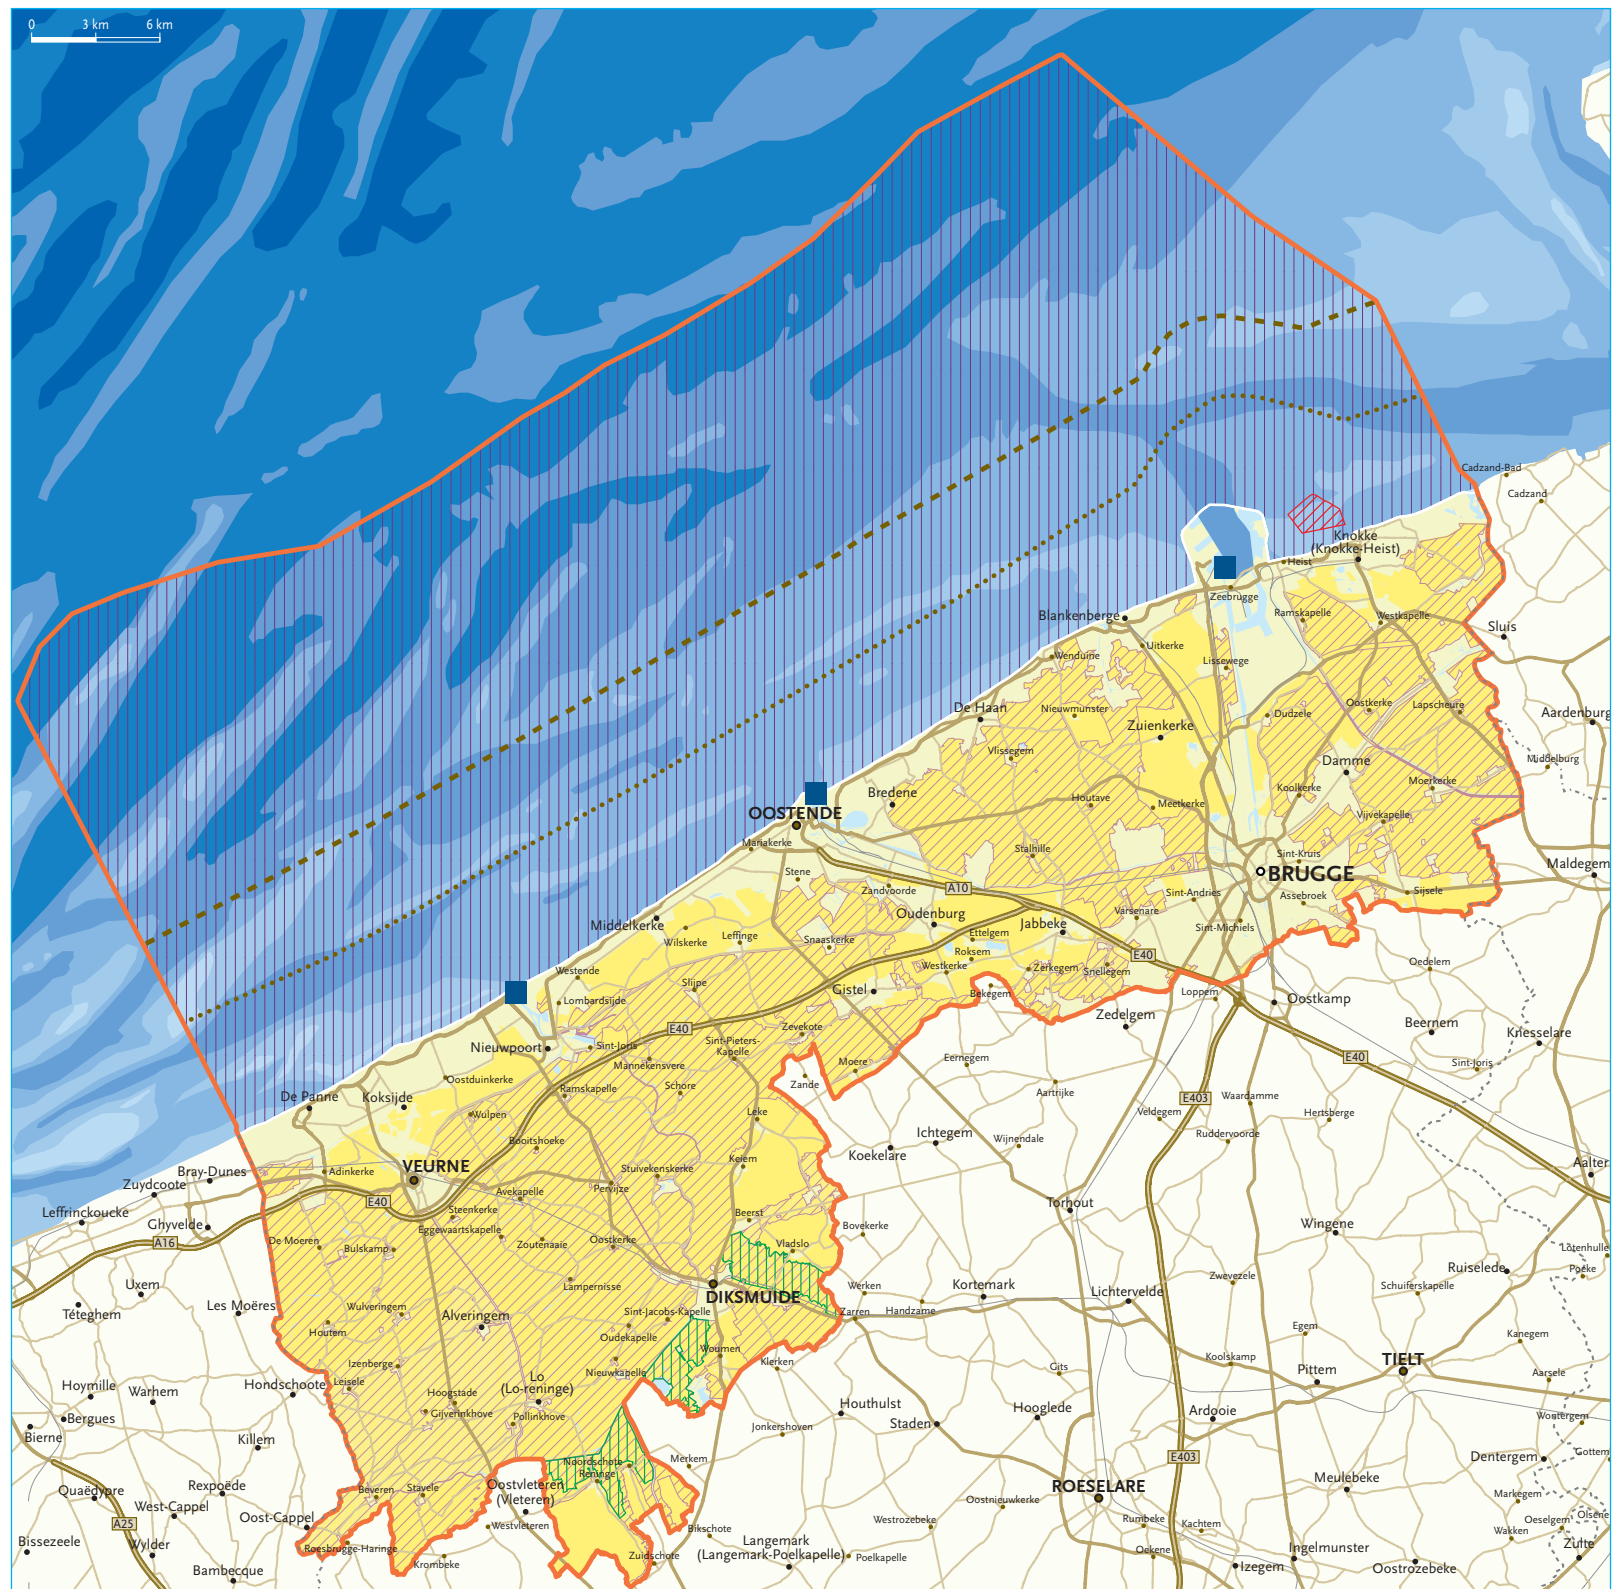 0 3 km 6 km
Cadzand-Bad
Cadzand
Knokke
(Knokke-Heist)
Heist
Zeebrugge
Blankenberge
Ramskapelle
Westkapelle
Sluis
Uitkerke
Wenduine
Lissewege
De Haan
Nieuwmunster
Zuienkerke
Dudzele
Oostkerke
Lapscheure
Aardenburg
Vlissegem
Damme
Middelburg
Moerkerke
Koolkerke
Bredene
Houtave
Meetkerke
OOSTENDE
Vijvekapelle
Mariakerke
Stalhille
Sint-Kruis
Maldegem
Stene
BRUGGE
Zandvoorde
A10
Sint-Andries
Assebroek
Sijsele
Oudenburg
Varsenare
Middelkerke
Jabbeke
Sint-Michiels
Wilskerke
Leffinge
Snaaskerke
Ettelgem
Roksem
E40
Oedelem
Westkerke
Zerkegem
Snellegem
Westende
Slijpe
Gistel
Bekegem
Loppem
Lombardsijde
Oostkamp
Zedelgem
Beernem
Knesselare
E40
Zevekote
Sint-Pieters-
Kapelle
Nieuwpoort
Sint-Joris
Mannekensvere
Moere
Eernegem
E40
Sint-Joris
Oostduinkerke
Ramskapelle
Schore
Zande
Aartrijke
E403
Waardamme
De Panne
Koksijde
Wulpen
Leke
Veldegem
Hertsberge
Booitshoeke
Ichtegem
Wijnendale
Ruddervoorde
Koekelare
Keiem
Aalter
Bray-Dunes
Adinkerke
VEURNE
Stuivekenskerke
Zuydcoote
Avekapelle
Pervijze
E40
Torhout
Leffrinckoucke
Steenkerke
Beerst
Bovekerke
Wingene
Ghyvelde
Eggewaartskapelle
A16
De Moeren
Bulskamp
Zoutenaaie
Oostkerke
Vladslo
Lotenhulle
Ruiselede
Poeke
Uxem
Lampernisse
DIKSMUIDE
Werken
Kortemark
Zwevezele
Schuiferskapelle
Lichtervelde
Les Moëres
Wulveringem
Téteghem
Alveringem
Sint-Jacobs-Kapelle
Zarren
Handzame
Houtem
Oudekapelle
Egem
Kanegem
Woumen
Izenberge
Nieuwkapelle
Klerken
Gits
Koolskamp
Pittem
TIELT
Aarsele
Leisele
Hoymille
Warhem
Hondschoote
Hoogstade
Lo
(Lo-reninge)
Bergues
Gijverinkhove
Pollinkhove
Houthulst
Staden
Hooglede
Ardooie
Wontergem
Bierne
Killem
Jonkershoven
Gottem
Dentergem
E403
Noordschote
Reninge
Merkem
Meulebeke
Quaëdypre
Rexpoëde
Beveren
Stavele
Oostvleteren
(Vleteren)
ROESELARE
Markegem
West-Cappel
Oostnieuwkerke
Oost-Cappel
A25
Westvleteren
Bikschote
Westrozebeke
Rumbeke
Kachtem
Oeselgem
Olsene
Wakken
Bissezeele
Wylder
Roesbrugge-Haringe
Langemark
(Langemark-Poelkapelle)
Oekene
Ingelmunster
Zulte
Bambecque
Krombeke
Zuidschote
Poelkapelle
Izegem
Oostrozebeke